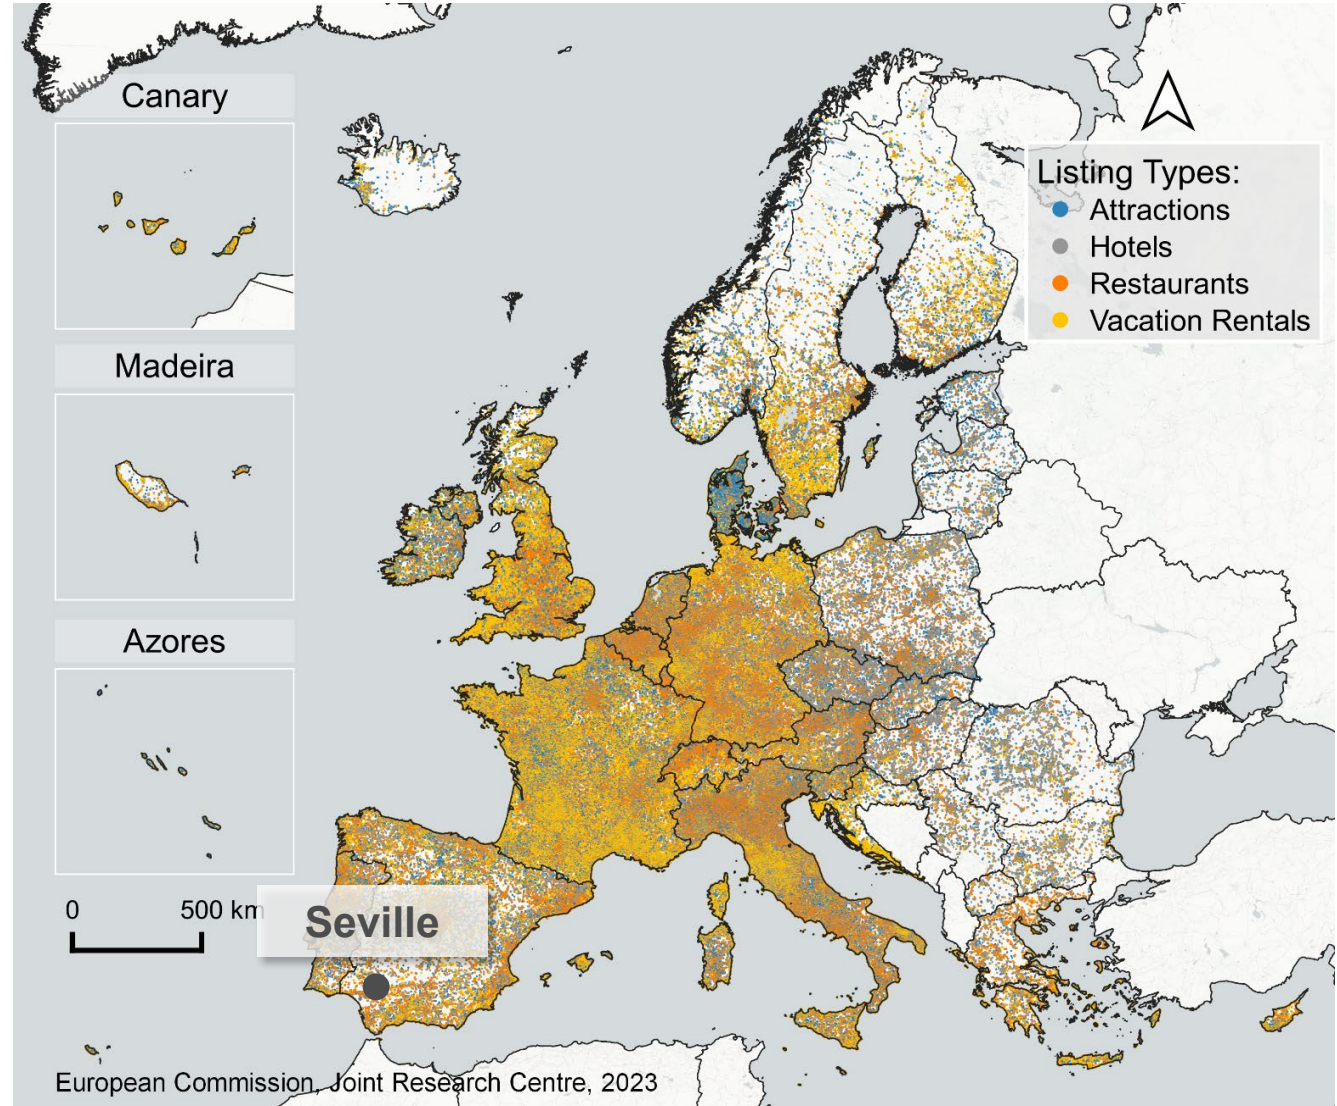 Canary
Listing Types:
Attractions
Hotels
Restaurants
Vacation Rentals
Madeira
Azores
0 500 km
Seville
European Commission, Joint Research Centre, 2023